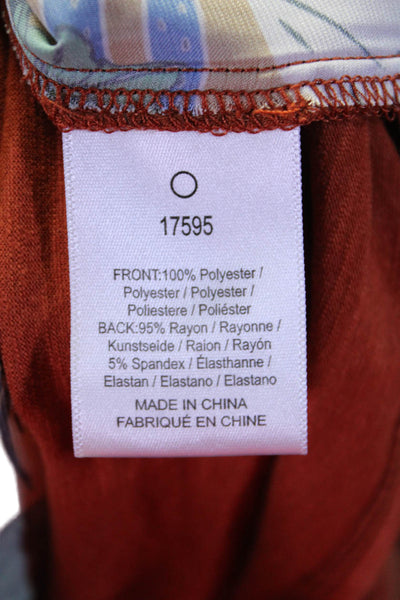 17595
FRONT:100% Polyester /
Polyester / Polyester /
Poliestere / Poliéster
BACK:95% Rayon / Rayonne /
Kunstseide / Raion / Rayón
5% Spandex / Élasthanne /
Elastan / Elastano / Elastano
MADE IN CHINA
FABRIQUÉ EN CHINE